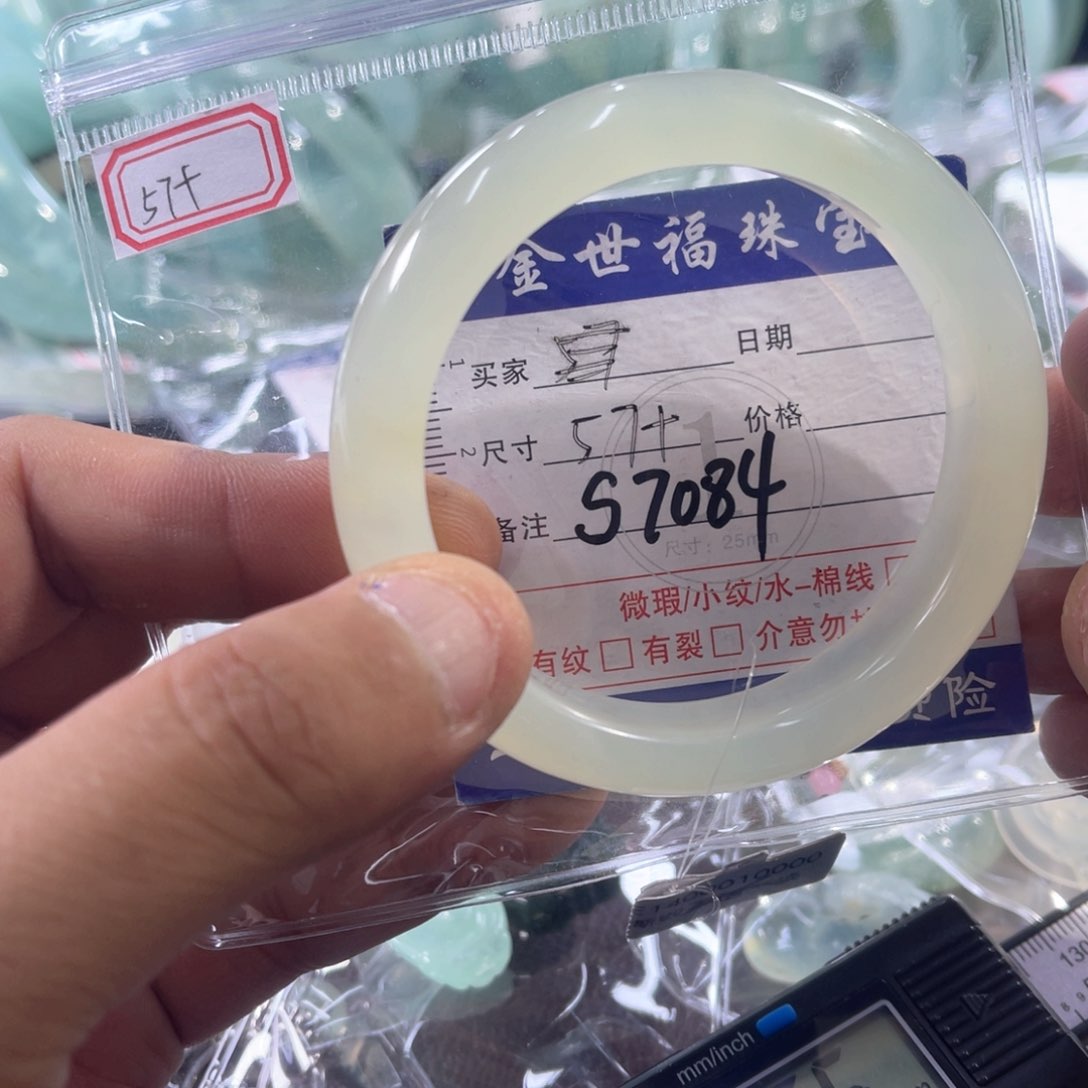 57+
金世福珠宝
买家 日期
尺寸 57+ 价格
备注 S7084
尺寸：25mm
微瑕/小纹/水-棉线
有纹 □ 有裂 □ 介意勿
险
mm/inch